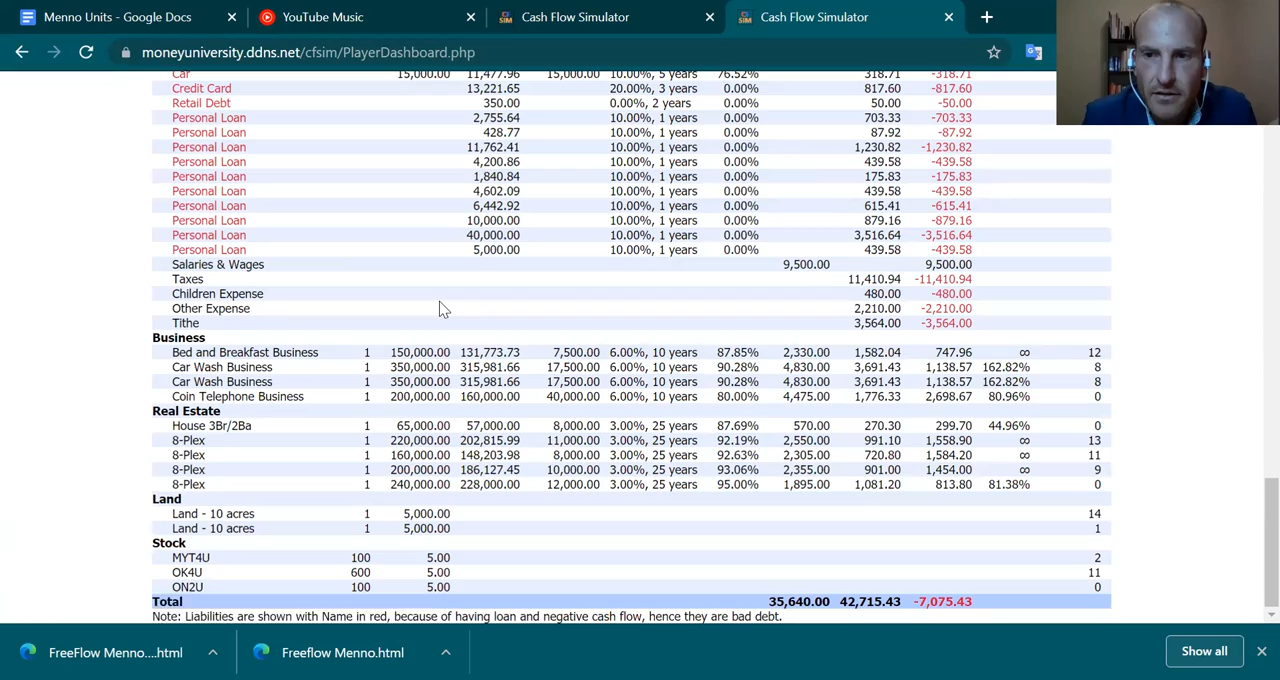 Menno Units - Google Docs
YouTube Music
Cash Flow Simulator
Cash Flow Simulator
moneyuniversity.ddns.net/cfsim/PlayerDashboard.php
Car 15,000.00 11,477.96 15,000.00 10.00%, 5 years 76.52% 318.71 -318.71
Credit Card 13,221.65 20.00%, 3 years 0.00% 817.60 -817.60
Retail Debt 350.00 0.00%, 2 years 0.00% 50.00 -50.00
Personal Loan 2,755.64 10.00%, 1 years 0.00% 703.33 -703.33
Personal Loan 428.77 10.00%, 1 years 0.00% 87.92 -87.92
Personal Loan 11,762.41 10.00%, 1 years 0.00% 1,230.82 -1,230.82
Personal Loan 4,200.86 10.00%, 1 years 0.00% 439.58 -439.58
Personal Loan 1,840.84 10.00%, 1 years 0.00% 175.83 -175.83
Personal Loan 4,602.09 10.00%, 1 years 0.00% 439.58 -439.58
Personal Loan 6,442.92 10.00%, 1 years 0.00% 615.41 -615.41
Personal Loan 10,000.00 10.00%, 1 years 0.00% 879.16 -879.16
Personal Loan 40,000.00 10.00%, 1 years 0.00% 3,516.64 -3,516.64
Personal Loan 5,000.00 10.00%, 1 years 0.00% 439.58 -439.58
Salaries & Wages 9,500.00 9,500.00
Taxes 11,410.94 -11,410.94
Children Expense 480.00 -480.00
Other Expense 2,210.00 -2,210.00
Tithe 3,564.00 -3,564.00
Business
Bed and Breakfast Business 1 150,000.00 131,773.73 7,500.00 6.00%, 10 years 87.85% 2,330.00 1,582.04 747.96 ∞ 12
Car Wash Business 1 350,000.00 315,981.66 17,500.00 6.00%, 10 years 90.28% 4,830.00 3,691.43 1,138.57 162.82% 8
Car Wash Business 1 350,000.00 315,981.66 17,500.00 6.00%, 10 years 90.28% 4,830.00 3,691.43 1,138.57 162.82% 8
Coin Telephone Business 1 200,000.00 160,000.00 40,000.00 6.00%, 10 years 80.00% 4,475.00 1,776.33 2,698.67 80.96% 0
Real Estate
House 3Br/2Ba 1 65,000.00 57,000.00 8,000.00 3.00%, 25 years 87.69% 570.00 270.30 299.70 44.96% 0
8-Plex 1 220,000.00 202,815.99 11,000.00 3.00%, 25 years 92.19% 2,550.00 991.10 1,558.90 ∞ 13
8-Plex 1 160,000.00 148,203.98 8,000.00 3.00%, 25 years 92.63% 2,305.00 720.80 1,584.20 ∞ 11
8-Plex 1 200,000.00 186,127.45 10,000.00 3.00%, 25 years 93.06% 2,355.00 901.00 1,454.00 ∞ 9
8-Plex 1 240,000.00 228,000.00 12,000.00 3.00%, 25 years 95.00% 1,895.00 1,081.20 813.80 81.38% 0
Land
Land - 10 acres 1 5,000.00 14
Land - 10 acres 1 5,000.00 1
Stock
MYT4U 100 5.00 2
OK4U 600 5.00 11
ON2U 100 5.00 0
Total 35,640.00 42,715.43 -7,075.43
Note: Liabilities are shown with Name in red, because of having loan and negative cash flow, hence they are bad debt.
FreeFlow Menno....html
Freeflow Menno.html
Show all